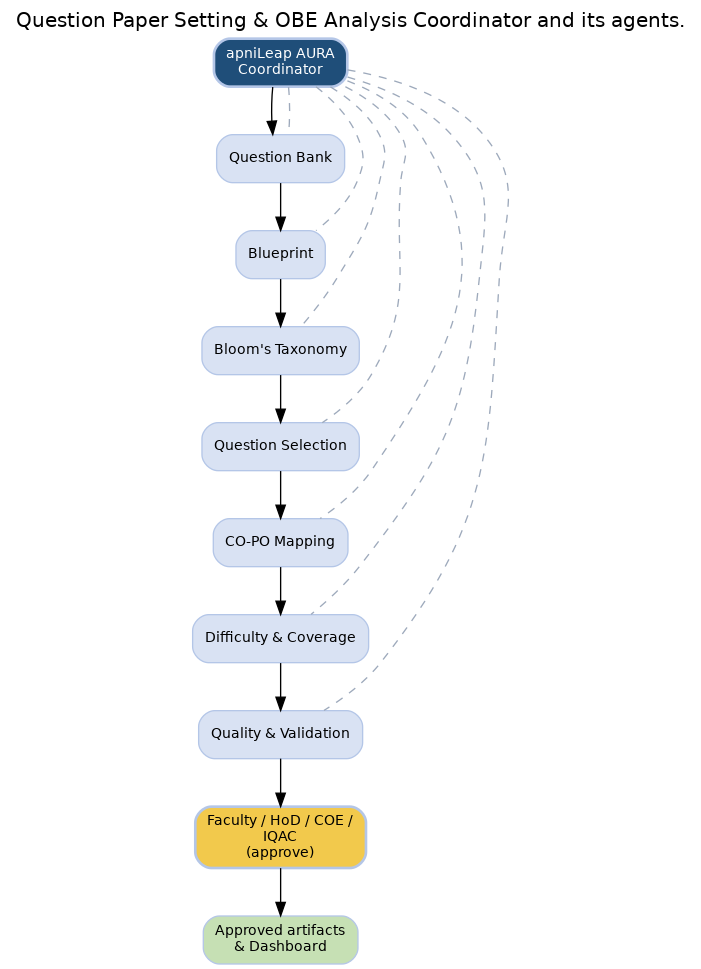 Question Paper Setting & OBE Analysis Coordinator and its agents.
apniLeap AURA
Coordinator
Question Bank
Blueprint
Bloom's Taxonomy
Question Selection
CO-PO Mapping
Difficulty & Coverage
Quality & Validation
Faculty / HoD / COE /
IQAC
(approve)
Approved artifacts
& Dashboard